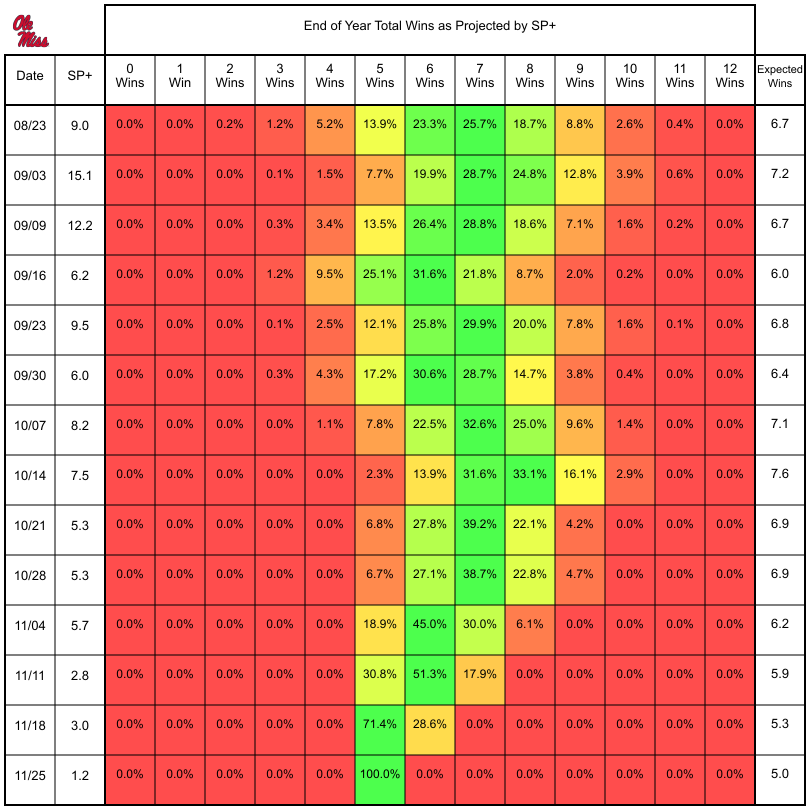 Ole
Miss
End of Year Total Wins as Projected by SP+
Date SP+ 0 Wins 1 Win 2 Wins 3 Wins 4 Wins 5 Wins 6 Wins 7 Wins 8 Wins 9 Wins 10 Wins 11 Wins 12 Wins Expected Wins
08/23 9.0 0.0% 0.0% 0.2% 1.2% 5.2% 13.9% 23.3% 25.7% 18.7% 8.8% 2.6% 0.4% 0.0% 6.7
09/03 15.1 0.0% 0.0% 0.0% 0.1% 1.5% 7.7% 19.9% 28.7% 24.8% 12.8% 3.9% 0.6% 0.0% 7.2
09/09 12.2 0.0% 0.0% 0.0% 0.3% 3.4% 13.5% 26.4% 28.8% 18.6% 7.1% 1.6% 0.2% 0.0% 6.7
09/16 6.2 0.0% 0.0% 0.0% 1.2% 9.5% 25.1% 31.6% 21.8% 8.7% 2.0% 0.2% 0.0% 0.0% 6.0
09/23 9.5 0.0% 0.0% 0.0% 0.1% 2.5% 12.1% 25.8% 29.9% 20.0% 7.8% 1.6% 0.1% 0.0% 6.8
09/30 6.0 0.0% 0.0% 0.0% 0.3% 4.3% 17.2% 30.6% 28.7% 14.7% 3.8% 0.4% 0.0% 0.0% 6.4
10/07 8.2 0.0% 0.0% 0.0% 0.0% 1.1% 7.8% 22.5% 32.6% 25.0% 9.6% 1.4% 0.0% 0.0% 7.1
10/14 7.5 0.0% 0.0% 0.0% 0.0% 0.0% 2.3% 13.9% 31.6% 33.1% 16.1% 2.9% 0.0% 0.0% 7.6
10/21 5.3 0.0% 0.0% 0.0% 0.0% 0.0% 6.8% 27.8% 39.2% 22.1% 4.2% 0.0% 0.0% 0.0% 6.9
10/28 5.3 0.0% 0.0% 0.0% 0.0% 0.0% 6.7% 27.1% 38.7% 22.8% 4.7% 0.0% 0.0% 0.0% 6.9
11/04 5.7 0.0% 0.0% 0.0% 0.0% 0.0% 18.9% 45.0% 30.0% 6.1% 0.0% 0.0% 0.0% 0.0% 6.2
11/11 2.8 0.0% 0.0% 0.0% 0.0% 0.0% 30.8% 51.3% 17.9% 0.0% 0.0% 0.0% 0.0% 0.0% 5.9
11/18 3.0 0.0% 0.0% 0.0% 0.0% 0.0% 71.4% 28.6% 0.0% 0.0% 0.0% 0.0% 0.0% 0.0% 5.3
11/25 1.2 0.0% 0.0% 0.0% 0.0% 0.0% 100.0% 0.0% 0.0% 0.0% 0.0% 0.0% 0.0% 0.0% 5.0